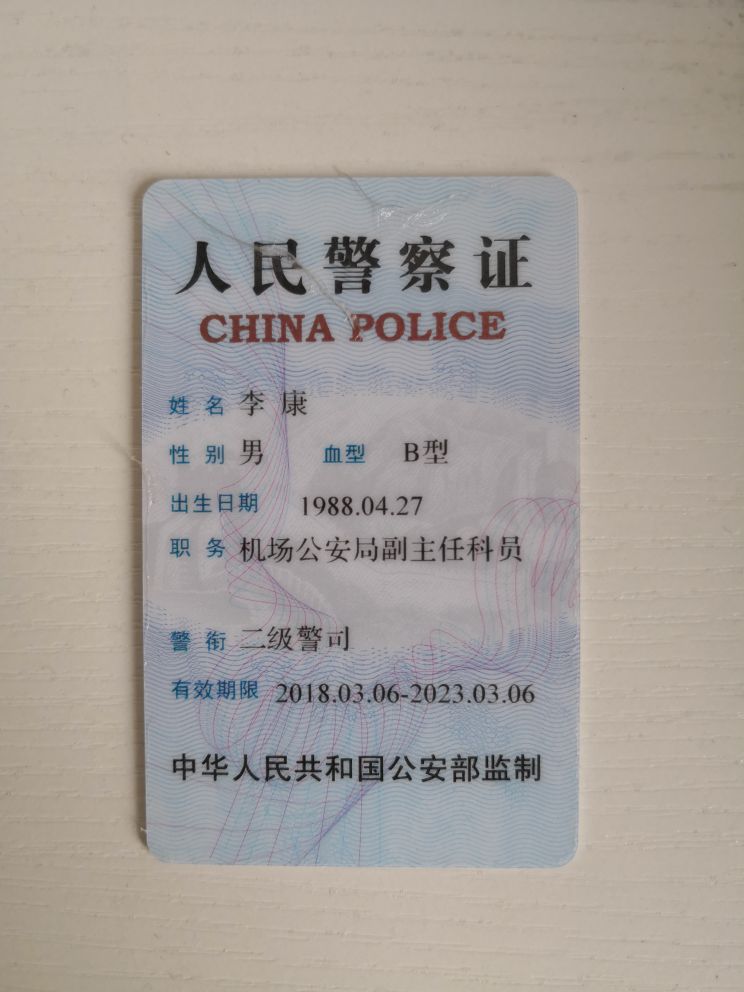 人民警察证
CHINA POLICE
姓名 李康
性别 男 血型 B型
出生日期 1988.04.27
职务 机场公安局副主任科员
警衔 二级警司
有效期限 2018.03.06-2023.03.06
中华人民共和国公安部监制